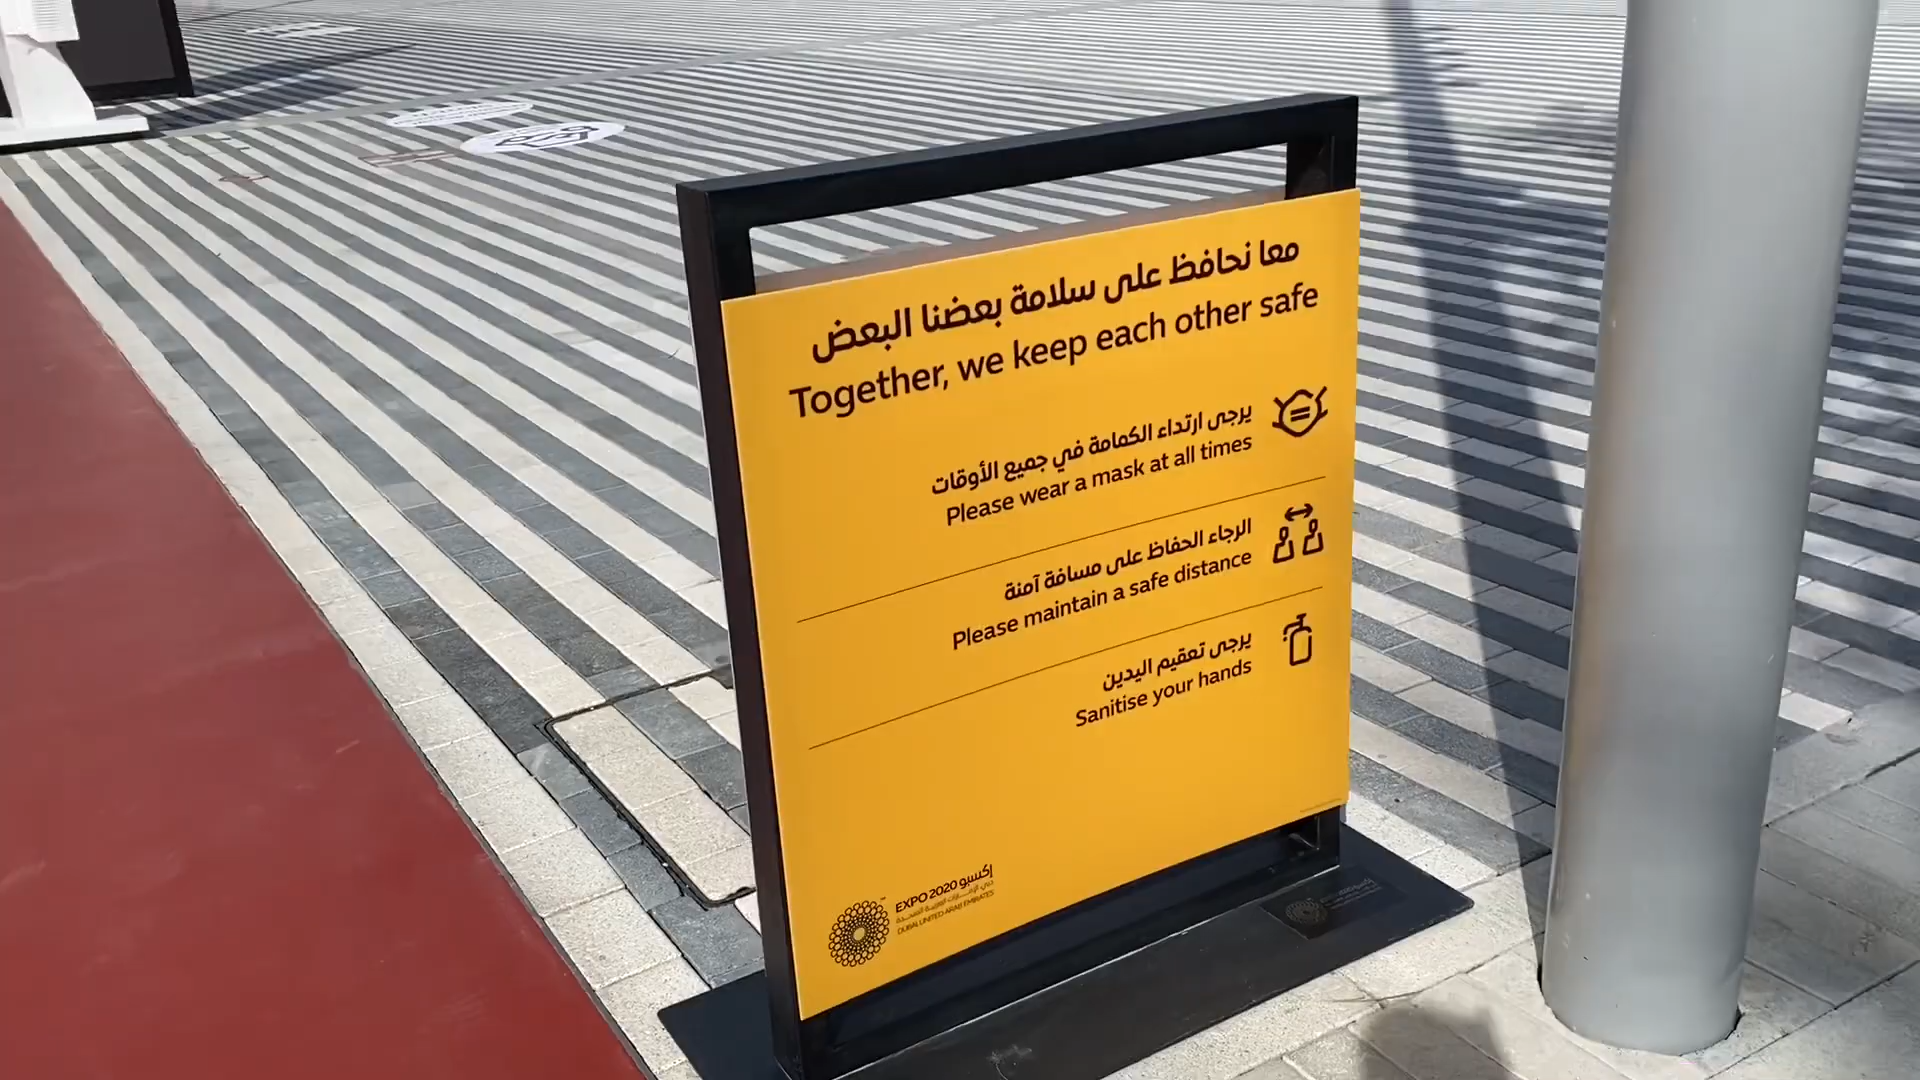 معا نحافظ على سلامة بعضنا البعض
Together, we keep each other safe
يرجى ارتداء الكمامة في جميع الأوقات
Please wear a mask at all times
الرجاء الحفاظ على مسافة آمنة
Please maintain a safe distance
يرجى تعقيم اليدين
Sanitise your hands
EXPO 2020 إكسبو
دبي الإمارات العربية المتحدة
DUBAI, UNITED ARAB EMIRATES